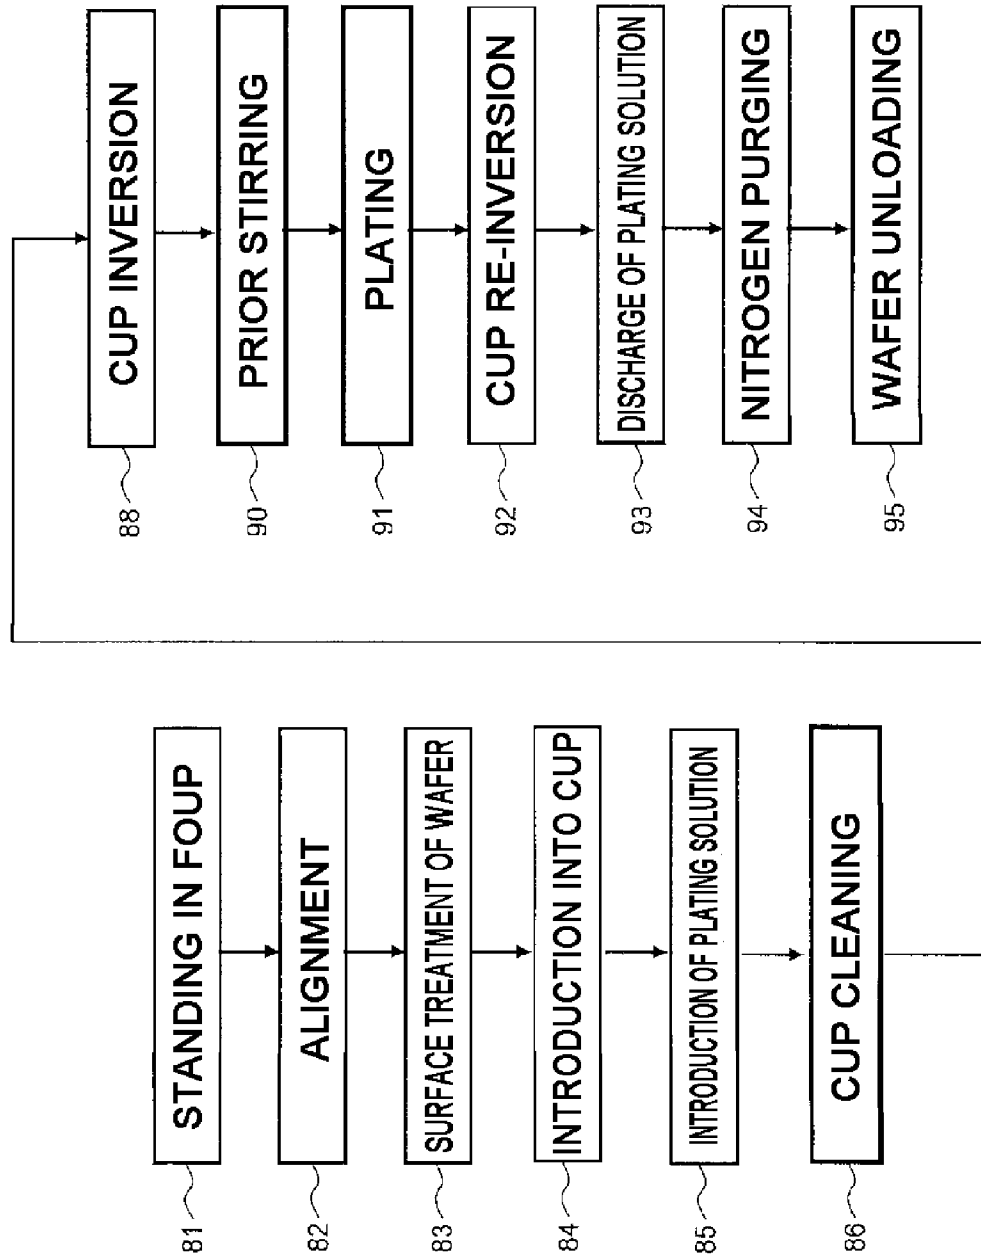 81
STANDING IN FOUP
82
ALIGNMENT
83
SURFACE TREATMENT OF WAFER
84
INTRODUCTION INTO CUP
85
INTRODUCTION OF PLATING SOLUTION
86
CUP CLEANING
88
CUP INVERSION
90
PRIOR STIRRING
91
PLATING
92
CUP RE-INVERSION
93
DISCHARGE OF PLATING SOLUTION
94
NITROGEN PURGING
95
WAFER UNLOADING